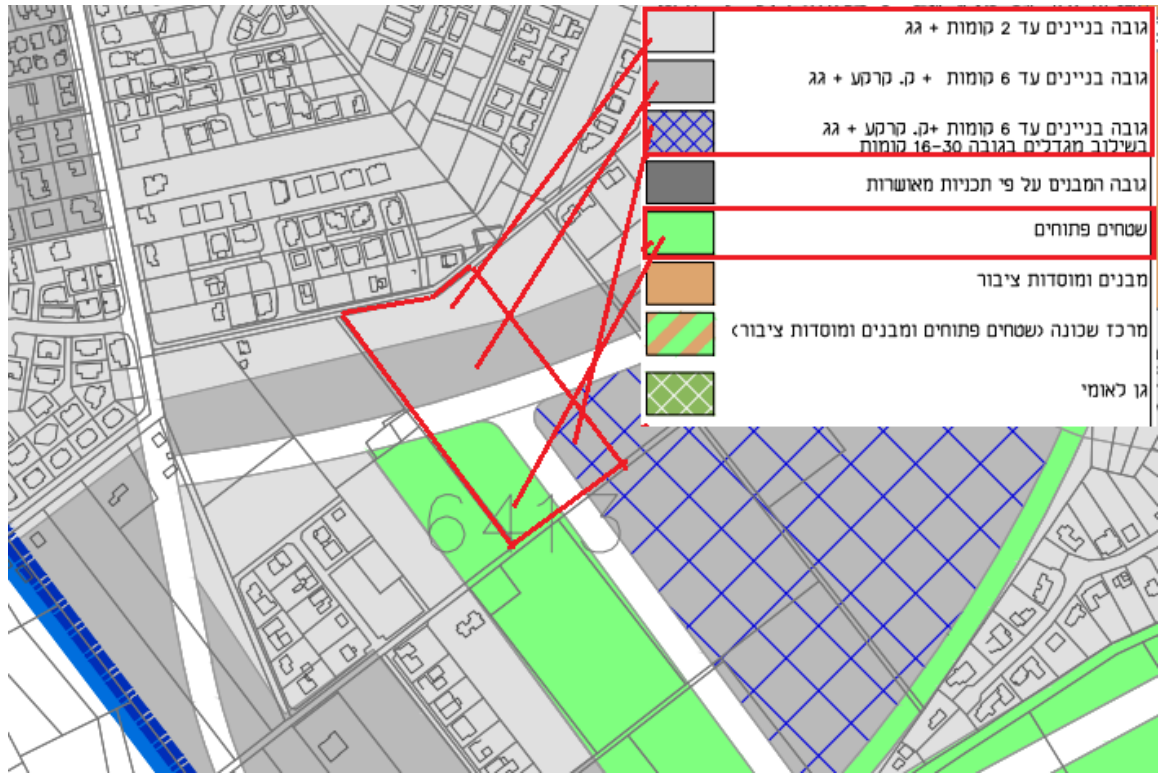 גובה בניינים עד 2 קומות + גג
גובה בניינים עד 6 קומות + ק. קרקע + גג
גובה בניינים עד 6 קומות +ק. קרקע + גג
בשילוב מגדלים בגובה 16-30 קומות
גובה המבנים על פי תכניות מאושרות
שטחים פתוחים
מבנים ומוסדות ציבור
מרכז שכונה (שטחים פתוחים ומבנים ומוסדות ציבור)
גן לאומי
6413